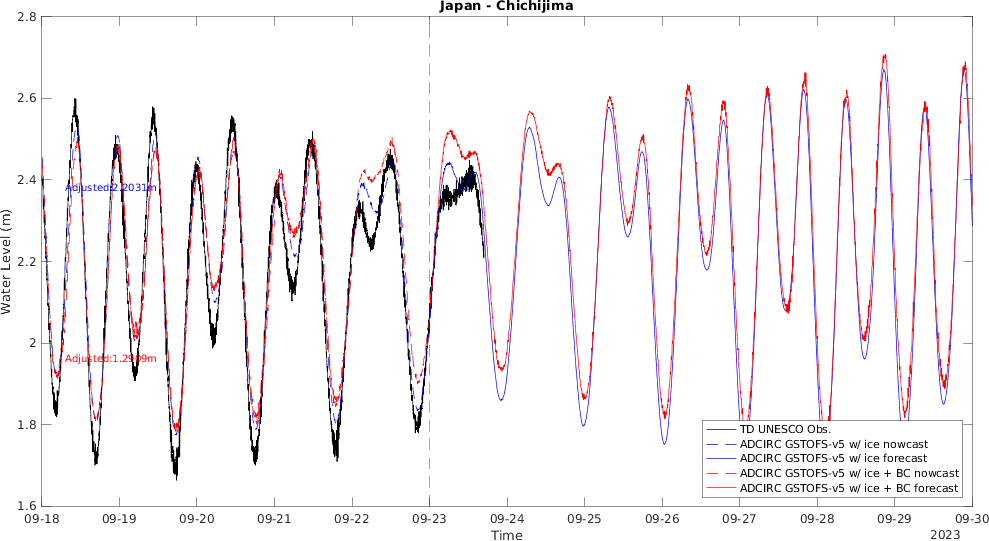 Japan - Chichijima
2.8
2.6
2.4
2.2
2
1.8
1.6
Water Level (m)
Adjusted:2.2031m
Adjusted:1.2909m
TD UNESCO Obs.
ADCIRC GSTOFS-v5 w/ ice nowcast
ADCIRC GSTOFS-v5 w/ ice forecast
ADCIRC GSTOFS-v5 w/ ice + BC nowcast
ADCIRC GSTOFS-v5 w/ ice + BC forecast
09-18 09-19 09-20 09-21 09-22 09-23 09-24 09-25 09-26 09-27 09-28 09-29 09-30
Time
2023